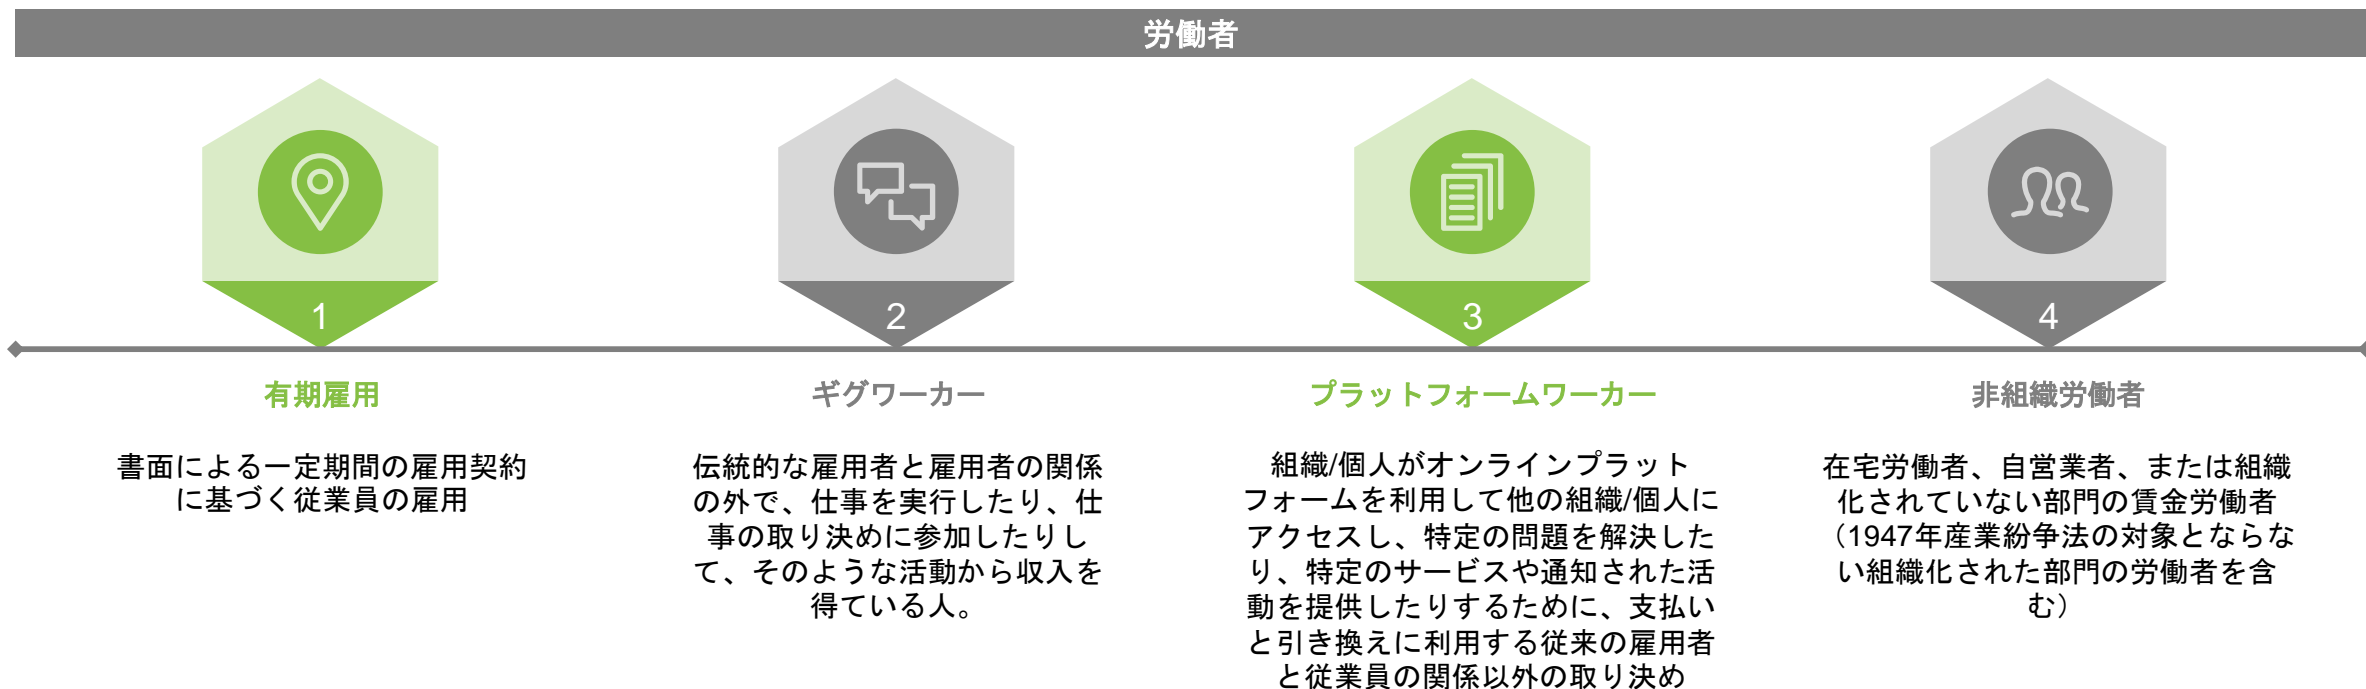 労働者
1
2
3
4
有期雇用
書面による一定期間の雇用契約
に基づく従業員の雇用
ギグワーカー
伝統的な雇用者と雇用者の関係
の外で、仕事を実行したり、仕
事の取り決めに参加したりし
て、そのような活動から収入を
得ている人。
プラットフォームワーカー
組織/個人がオンラインプラット
フォームを利用して他の組織/個人に
アクセスし、特定の問題を解決した
り、特定のサービスや通知された活
動を提供したりするために、支払い
と引き換えに利用する従来の雇用者
と従業員の関係以外の取り決め
非組織労働者
在宅労働者、自営業者、または組織
化されていない部門の賃金労働者
（1947年産業紛争法の対象とならな
い組織化された部門の労働者を含
む）